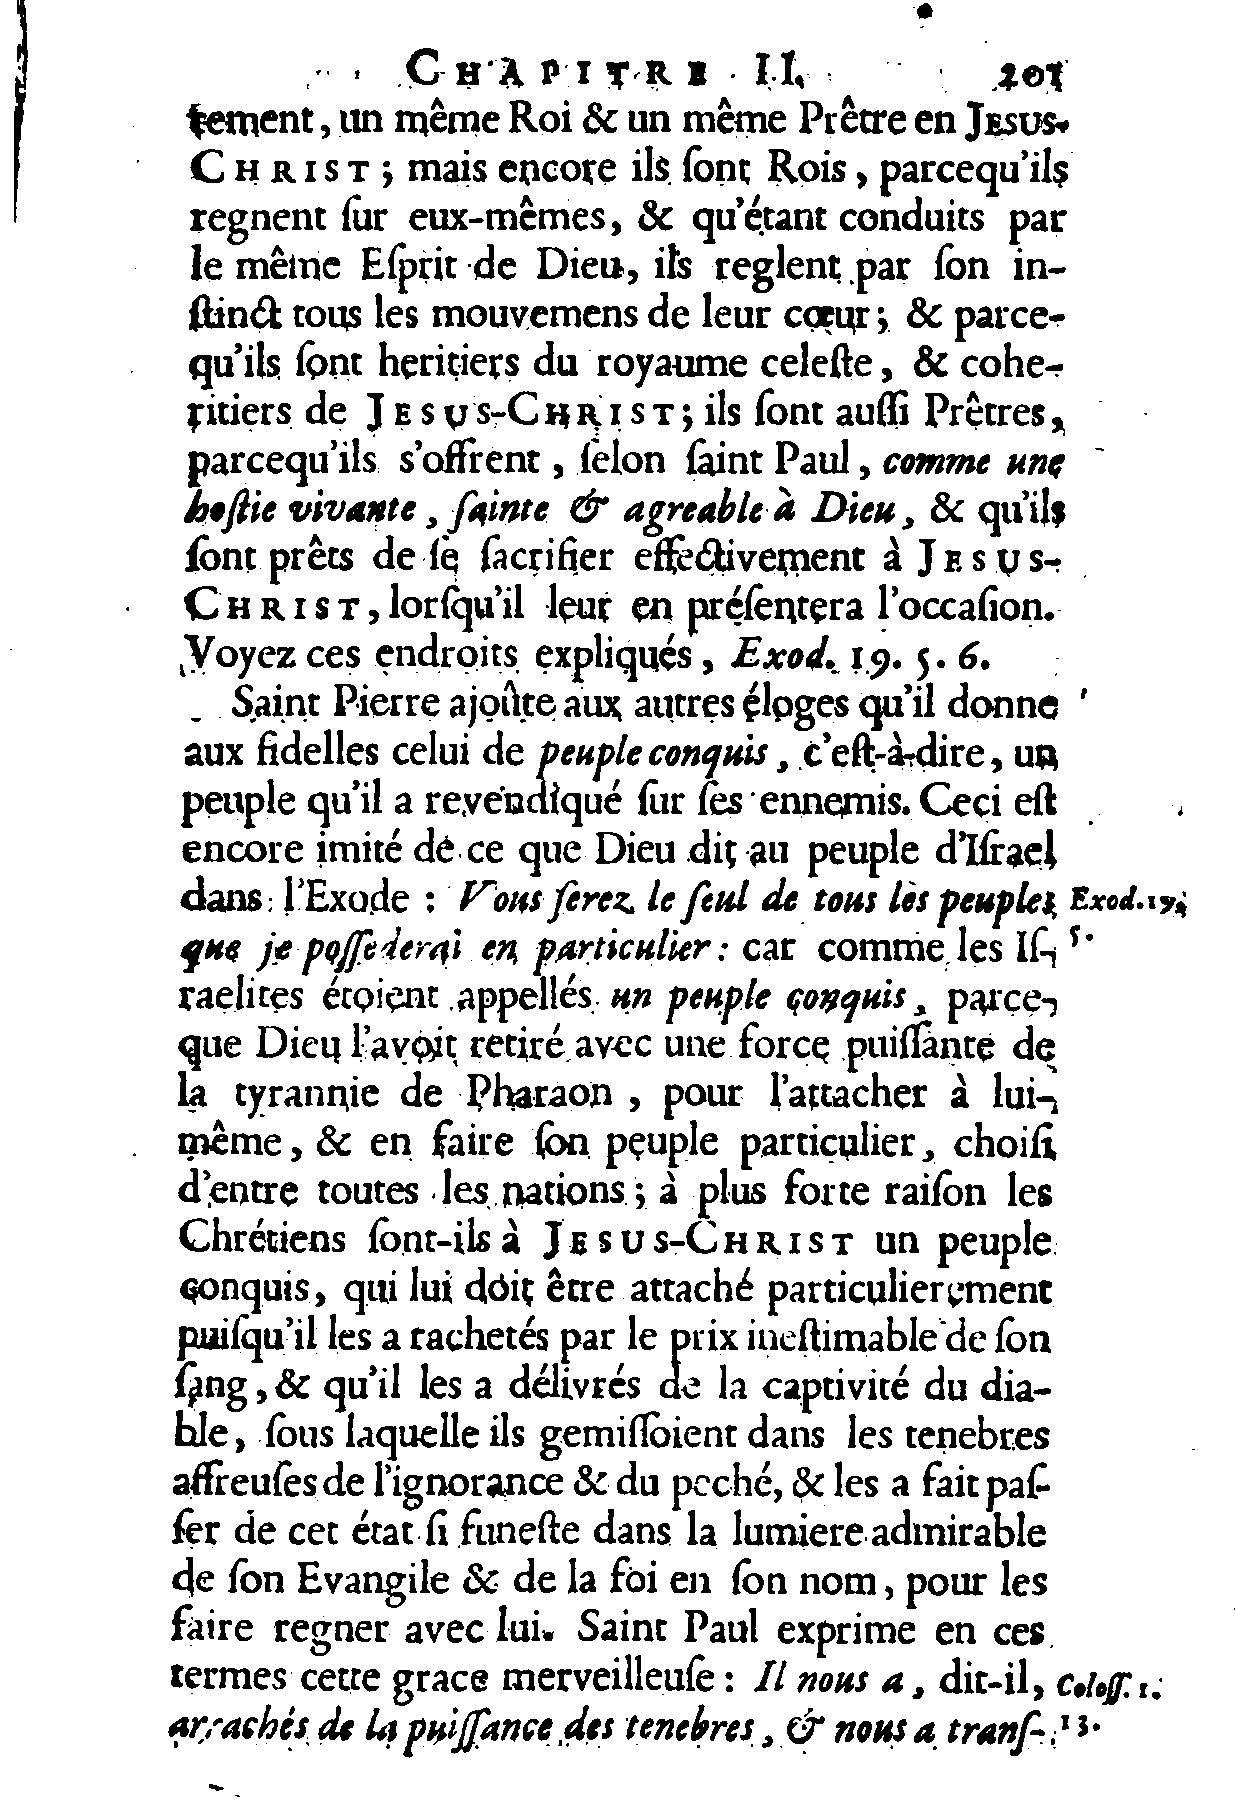 CHAPITRE II. 201
tement, un même Roi & un même Prêtre en JESUS-
CHRIST; mais encore ils ſont Rois, parcequ'ils
regnent ſur eux-mêmes, & qu'étant conduits par
le même Eſprit de Dieu, ils reglent par ſon in-
ſtinct tous les mouvemens de leur cœur; & parce-
qu'ils ſont heritiers du royaume celeſte, & cohe-
ritiers de JESUS-CHRIST; ils ſont auſſi Prêtres,
parcequ'ils s'offrent, ſelon ſaint Paul, comme une
hoſtie vivante, ſainte & agreable à Dieu, & qu'ils
ſont prêts de ſe ſacrifier effectivement à JESUS-
CHRIST, lorſqu'il leur en préſentera l'occaſion.
Voyez ces endroits expliqués, Exod. 19. 5. 6.
Saint Pierre ajoûte aux autres éloges qu'il donne
aux fidelles celui de peuple conquis, c'eſt-à-dire, un
peuple qu'il a revendiqué ſur ſes ennemis. Ceci eſt
encore imité de ce que Dieu dit au peuple d'Iſrael
dans l'Exode : Vous ſerez le ſeul de tous les peuples Exod. 19.
que je poſſederai en particulier : car comme les Iſ- 5.
raelites étoient appellés un peuple conquis, parce-
que Dieu l'avoit retiré avec une force puiſſante de
la tyrannie de Pharaon, pour l'attacher à lui-
même, & en faire ſon peuple particulier, choiſi
d'entre toutes les nations; à plus forte raiſon les
Chrétiens ſont-ils à JESUS-CHRIST un peuple
conquis, qui lui doit être attaché particulierement
puiſqu'il les a rachetés par le prix ineſtimable de ſon
ſang, & qu'il les a délivrés de la captivité du dia-
ble, ſous laquelle ils gemiſſoient dans les tenebres
affreuſes de l'ignorance & du peché, & les a fait paſ-
ſer de cet état ſi funeſte dans la lumiere admirable
de ſon Evangile & de la foi en ſon nom, pour les
faire regner avec lui. Saint Paul exprime en ces
termes cette grace merveilleuſe : Il nous a, dit-il, Coloſſ. 1.
arrachés de la puiſſance des tenebres, & nous a tranſ- 13.